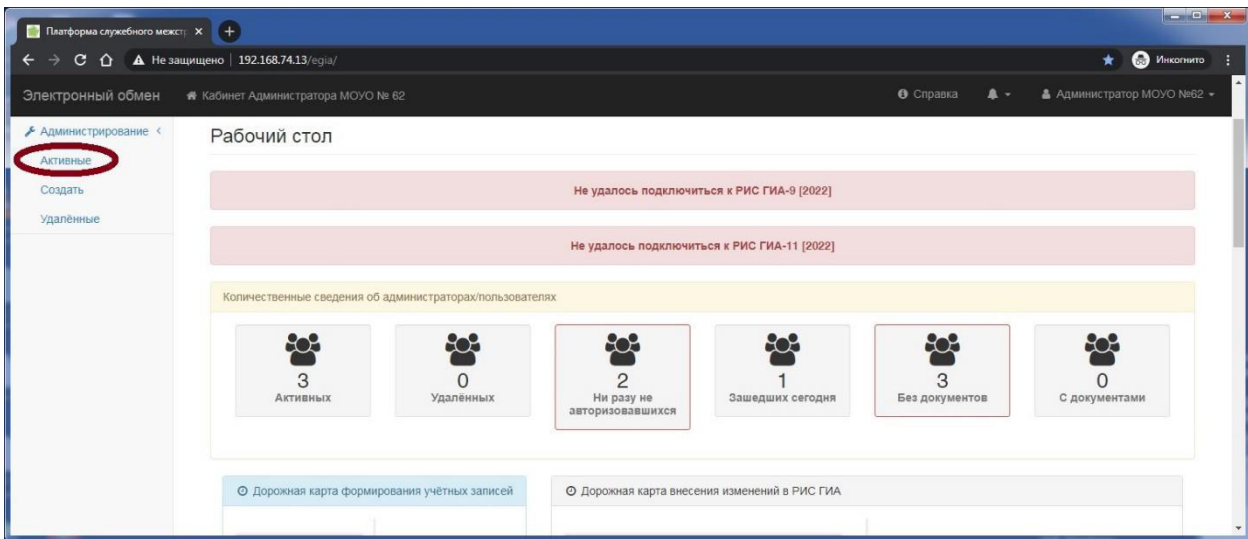 Платформа служебного межст
Не защищено | 192.168.74.13/egia/
Инкогнито
Электронный обмен
Кабинет Администратора МОУО № 62
Справка
Администратор МОУО №62
Администрирование
Активные
Создать
Удалённые
Рабочий стол
Не удалось подключиться к РИС ГИА-9 [2022]
Не удалось подключиться к РИС ГИА-11 [2022]
Количественные сведения об администраторах/пользователях
3
Активных
0
Удалённых
2
Ни разу не
авторизовавшихся
1
Зашедших сегодня
3
Без документов
0
С документами
Дорожная карта формирования учётных записей
Дорожная карта внесения изменений в РИС ГИА